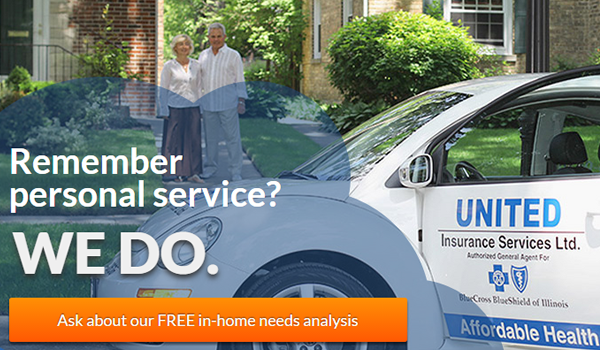 Remember
personal service?
WE DO.
Ask about our FREE in-home needs analysis
UNITED
Insurance Services Ltd.
Authorized General Agent For
BlueCross BlueShield of Illinois
Affordable Health